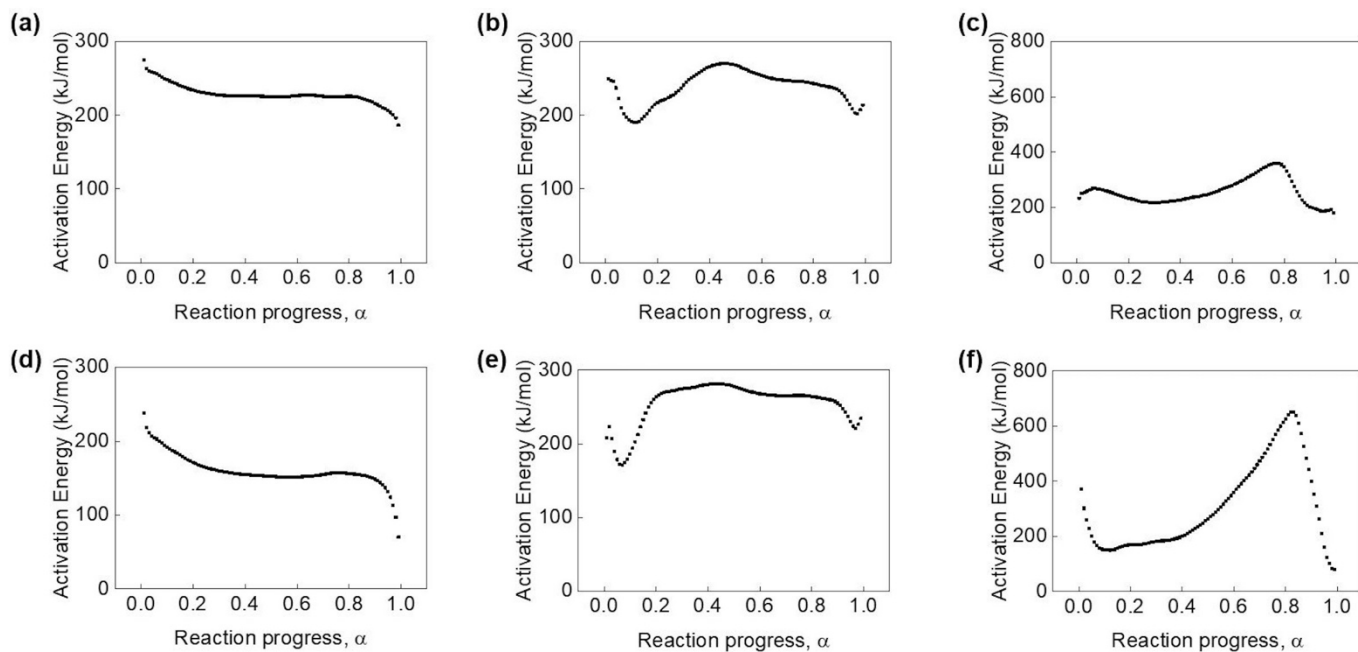 (a)
300
200
100
0
0.0 0.2 0.4 0.6 0.8 1.0
Activation Energy (kJ/mol)
Reaction progress, α
(b)
300
200
100
0
0.0 0.2 0.4 0.6 0.8 1.0
Activation Energy (kJ/mol)
Reaction progress, α
(c)
800
600
400
200
0
0.0 0.2 0.4 0.6 0.8 1.0
Activation Energy (kJ/mol)
Reaction progress, α
(d)
300
200
100
0
0.0 0.2 0.4 0.6 0.8 1.0
Activation Energy (kJ/mol)
Reaction progress, α
(e)
300
200
100
0
0.0 0.2 0.4 0.6 0.8 1.0
Activation Energy (kJ/mol)
Reaction progress, α
(f)
800
600
400
200
0
0.0 0.2 0.4 0.6 0.8 1.0
Activation Energy (kJ/mol)
Reaction progress, α